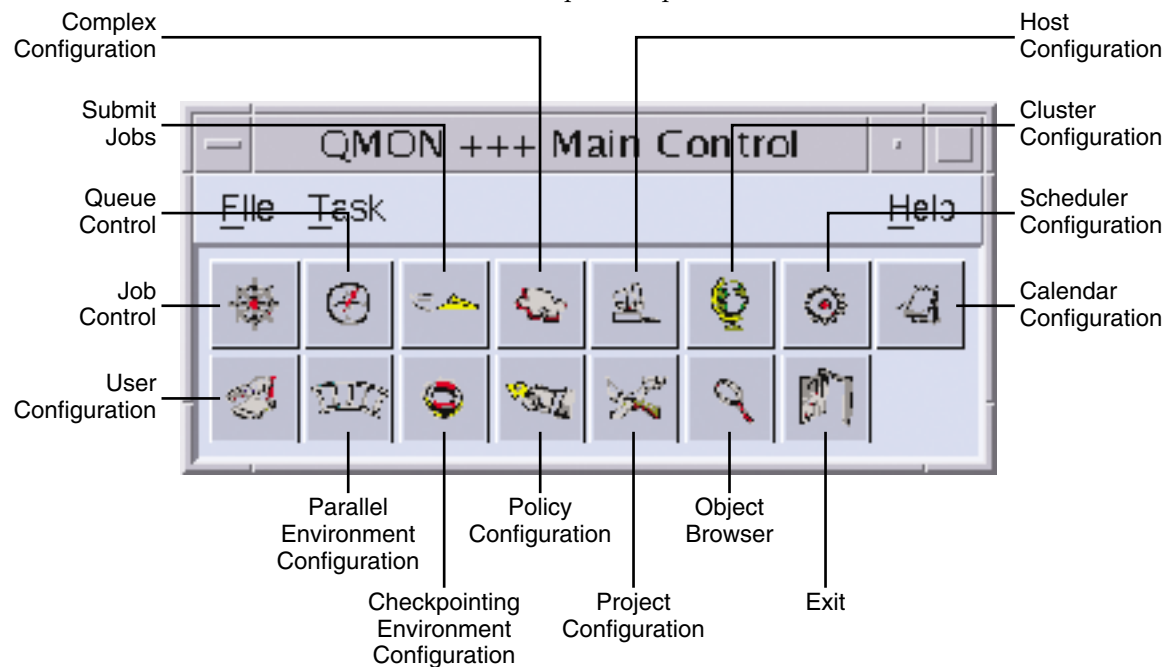 Complex
Configuration
Host
Configuration
Submit
Jobs
Cluster
Configuration
QMON +++ Main Control
Queue
Control
File Task Help
Scheduler
Configuration
Job
Control
Calendar
Configuration
User
Configuration
Parallel
Environment
Configuration
Policy
Configuration
Object
Browser
Checkpointing
Environment
Configuration
Project
Configuration
Exit